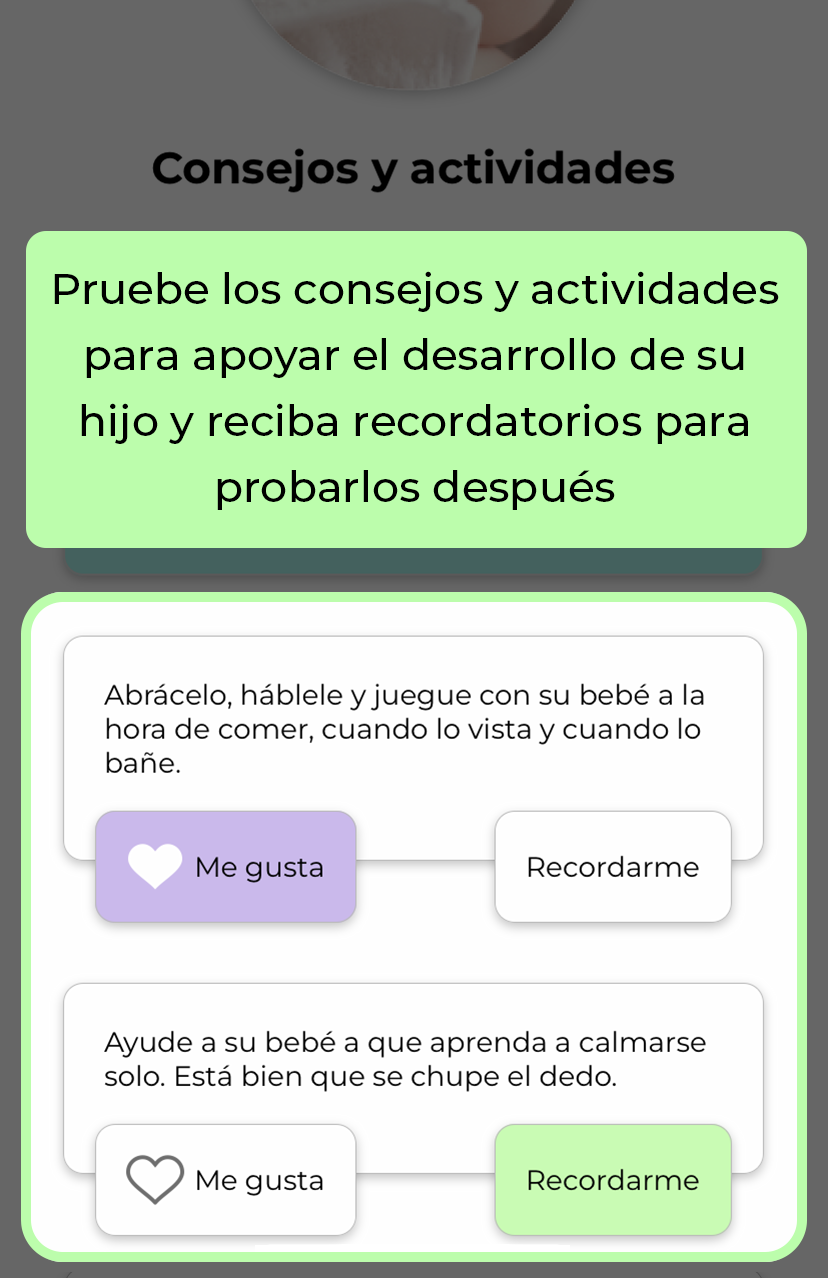 Consejos y actividades
Pruebe los consejos y actividades
para apoyar el desarrollo de su
hijo y reciba recordatorios para
probarlos después
Abrácelo, háblele y juegue con su bebé a la
hora de comer, cuando lo vista y cuando lo
bañe.
Me gusta
Recordarme
Ayude a su bebé a que aprenda a calmarse
solo. Está bien que se chupe el dedo.
Me gusta
Recordarme